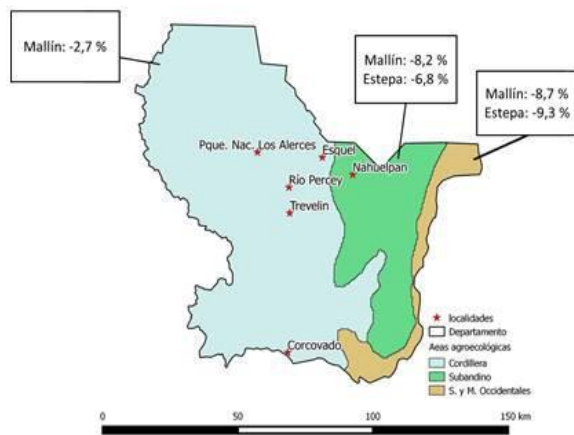 Mallín: -2,7 %
Mallín: -8,2 %
Estepa: -6,8 %
Mallín: -8,7 %
Estepa: -9,3 %
Pque. Nac. Los Alerces
Esquel
Nahuelpan
Río Percey
Trevelin
Corcovado
localidades
Departamento
Aeas agroecológicas
Cordillera
Subandino
S. y M. Occidentales
0 50 100 150 km